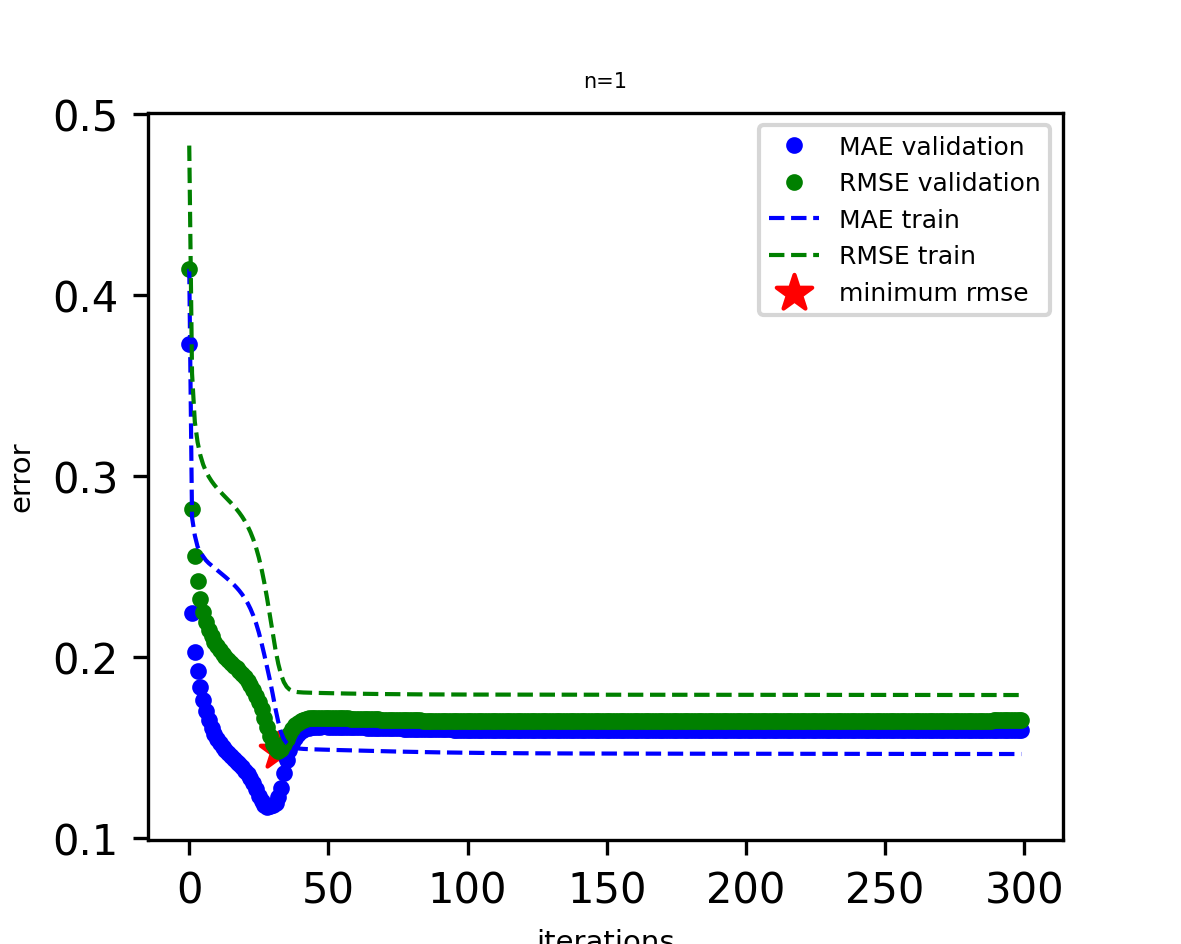 n=1
0.5
0.4
0.3
0.2
0.1
error
MAE validation
RMSE validation
MAE train
RMSE train
minimum rmse
0 50 100 150 200 250 300
iterations